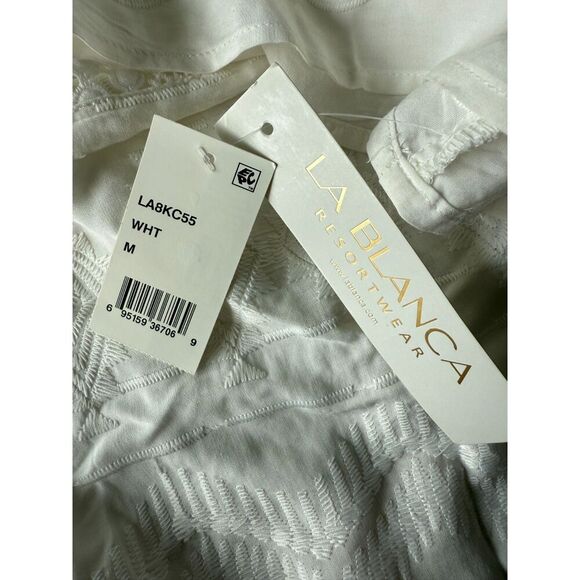 LA8KC55
WHT
M
6 95159 36706 9
LA BLANCA
RESORTWEAR
www.lablanca.com